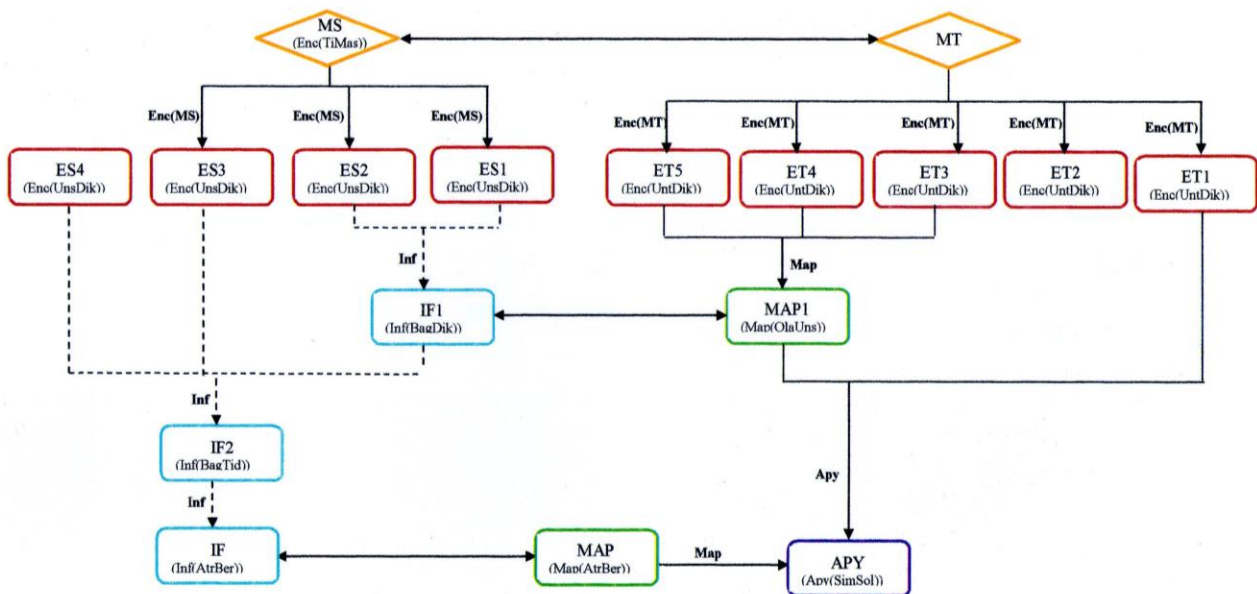 MS
(Enc(TiMas))
MT
Enc(MS)
Enc(MS)
Enc(MS)
Enc(MT)
Enc(MT)
Enc(MT)
Enc(MT)
Enc(MT)
ES4
(Enc(UnsDik))
ES3
(Enc(UnsDik))
ES2
(Enc(UnsDik))
ES1
(Enc(UnsDik))
ET5
(Enc(UntDik))
ET4
(Enc(UntDik))
ET3
(Enc(UntDik))
ET2
(Enc(UntDik))
ET1
(Enc(UntDik))
Inf
Map
IF1
(Inf(BagDik))
MAP1
(Map(OlaUns))
Inf
IF2
(Inf(BagTid))
Apy
Inf
IF
(Inf(AtrBer))
MAP
(Map(AtrBer))
Map
APY
(Apy(SimSol))